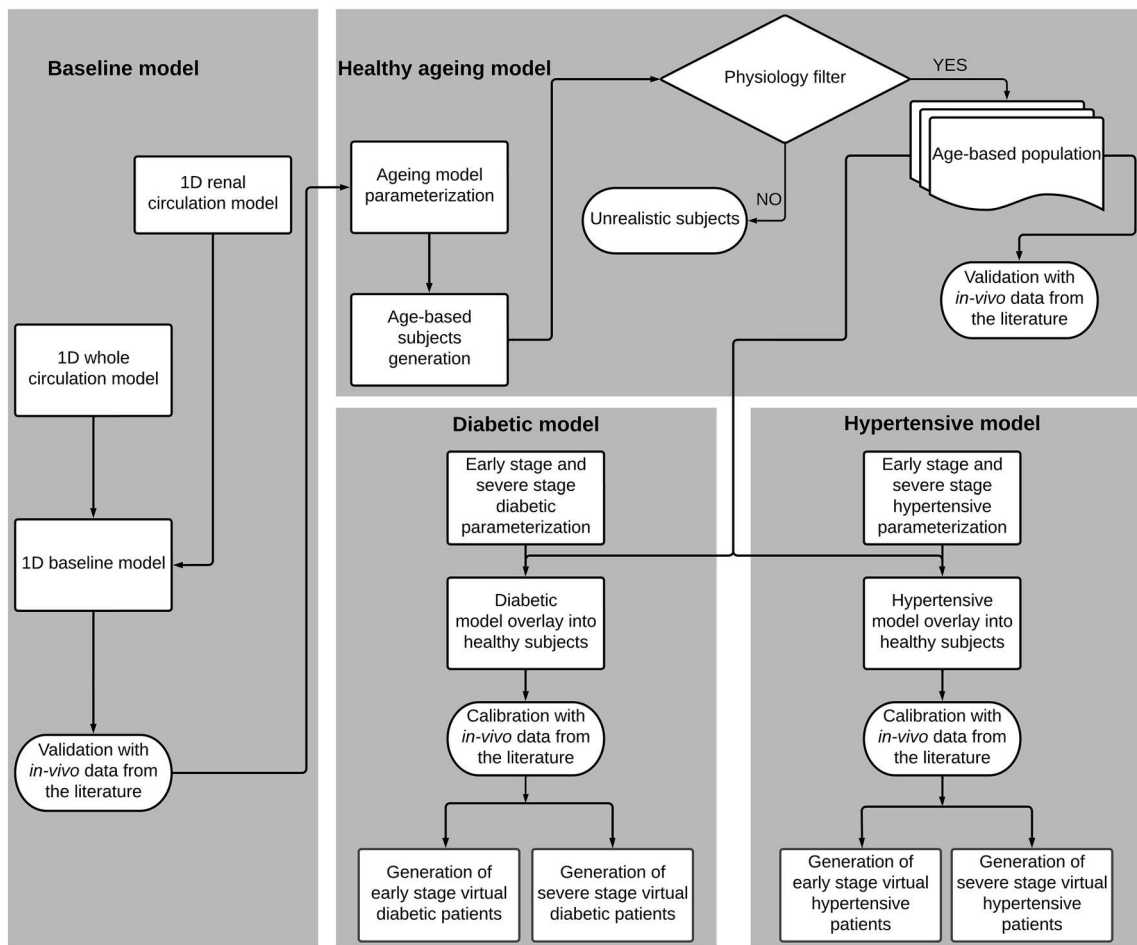 Baseline model
1D renal
circulation model
1D whole
circulation model
1D baseline model
Validation with
in-vivo data from
the literature
Healthy ageing model
Ageing model
parameterization
Age-based
subjects
generation
Physiology filter
YES
NO
Unrealistic subjects
Age-based population
Validation with
in-vivo data from
the literature
Diabetic model
Early stage and
severe stage
diabetic
parameterization
Diabetic
model overlay into
healthy subjects
Calibration with
in-vivo data from
the literature
Generation of
early stage virtual
diabetic patients
Generation of
severe stage virtual
diabetic patients
Hypertensive model
Early stage and
severe stage
hypertensive
parameterization
Hypertensive
model overlay into
healthy subjects
Calibration with
in-vivo data from
the literature
Generation of
early stage virtual
hypertensive
patients
Generation of
severe stage virtual
hypertensive
patients